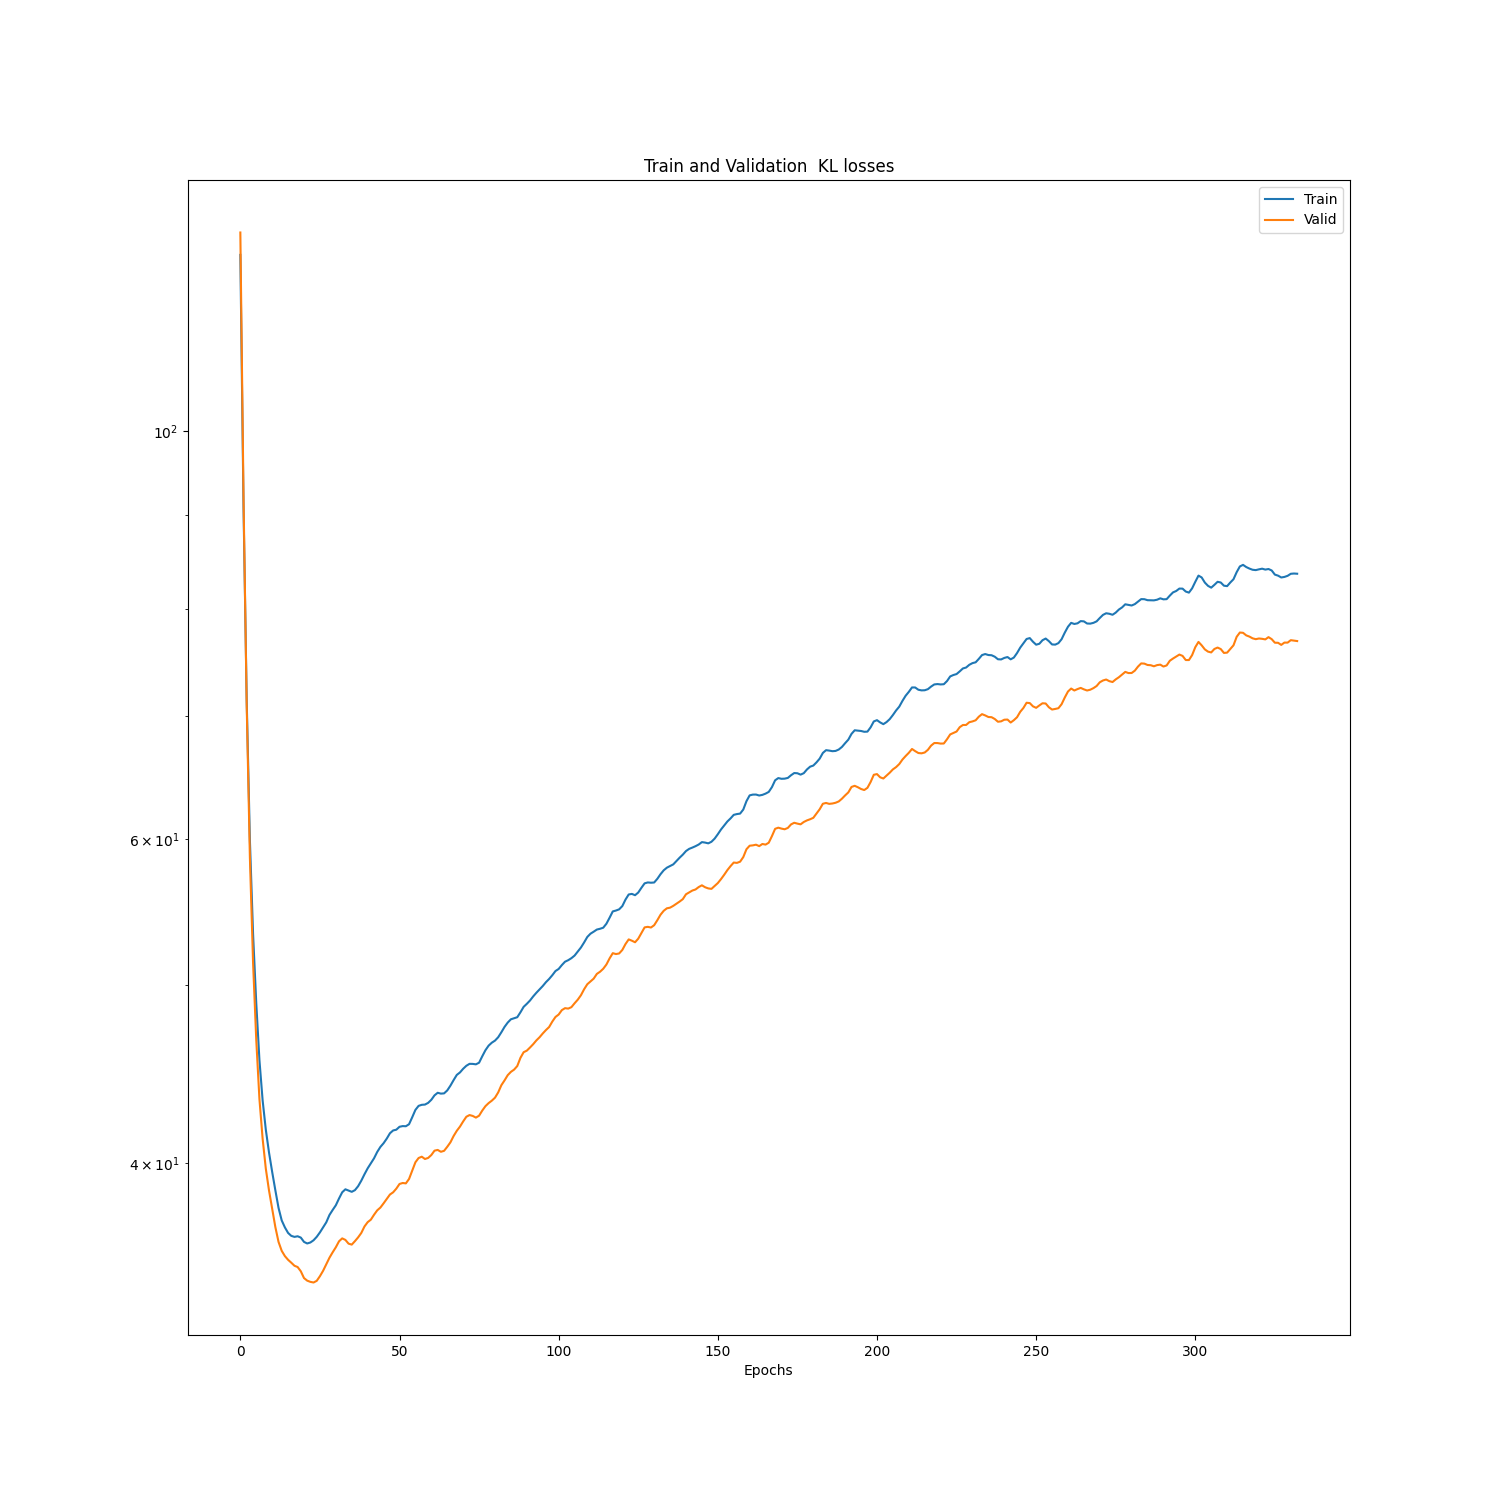 Train and Validation  KL losses
Train
Valid
10²
6 × 10¹
4 × 10¹
0 50 100 150 200 250 300
Epochs